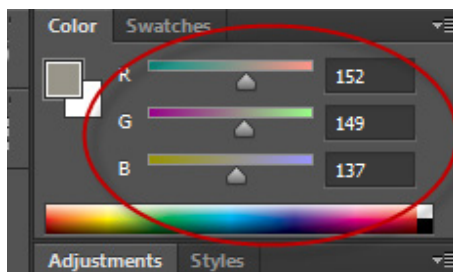 Color Swatches
R 152
G 149
B 137
Adjustments Styles